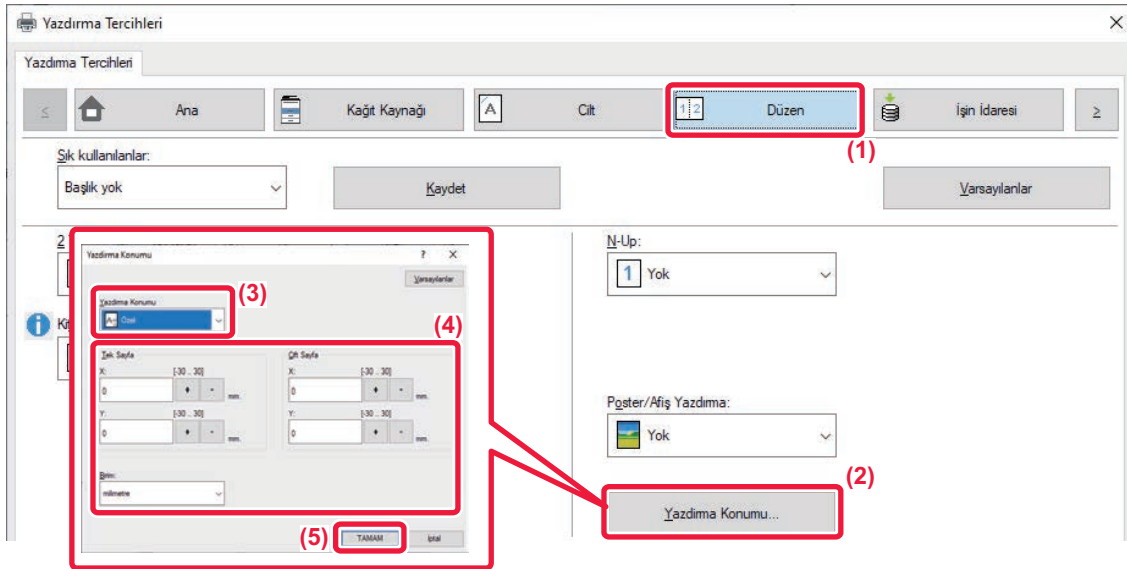 Yazdırma Tercihleri
Yazdırma Tercihleri
Ana
Kağıt Kaynağı
Cilt
Düzen
İşin İdaresi
(1)
Sık kullanılanlar:
Başlık yok
Kaydet
Varsayılanlar
2
Yazdırma Konumu
? X
Varsayılanlar
(3)
Yazdırma Konumu
Özel
(4)
Tek Sayfa
X: [-30 .. 30]
0 + - mm.
Y: [-30 .. 30]
0 + - mm.
Çift Sayfa
X: [-30 .. 30]
0 + - mm.
Y: [-30 .. 30]
0 + - mm.
Birim:
milimetre
(5)
TAMAM
İptal
N-Up:
1 Yok
Poster/Afiş Yazdırma:
Yok
(2)
Yazdırma Konumu...